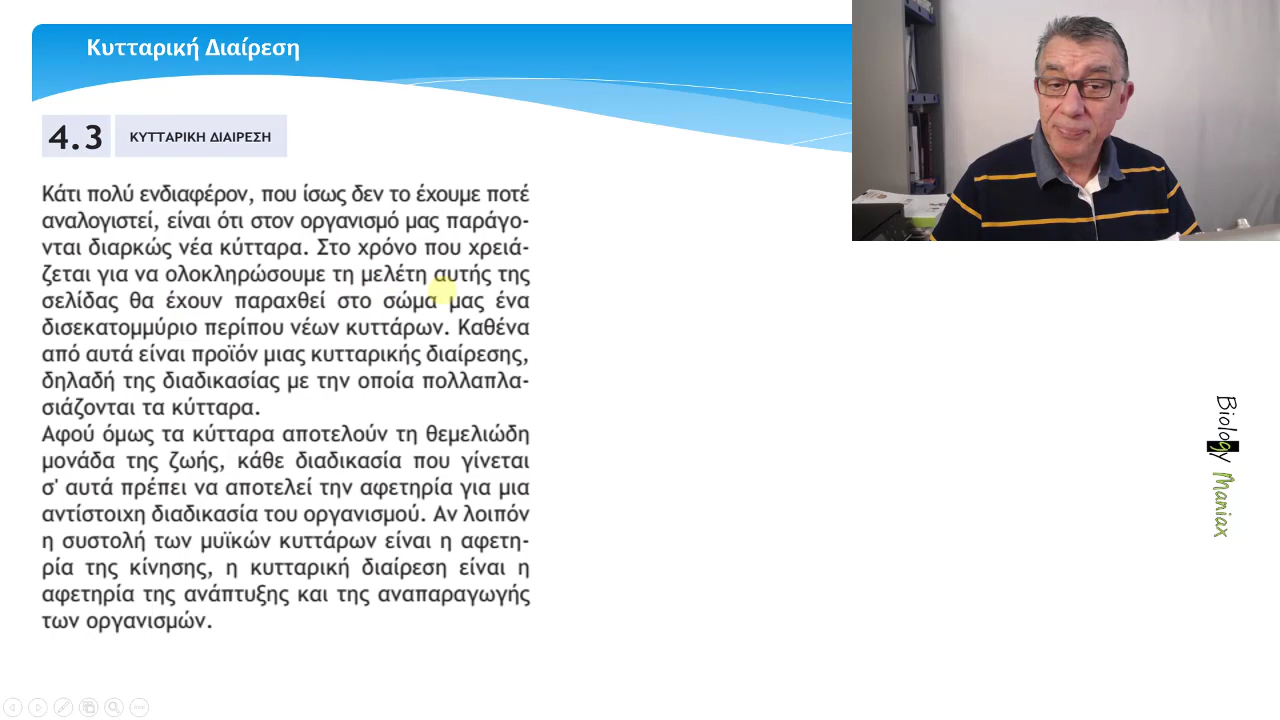 Κυτταρική Διαίρεση
4.3 ΚΥΤΤΑΡΙΚΗ ΔΙΑΙΡΕΣΗ
Κάτι πολύ ενδιαφέρον, που ίσως δεν το έχουμε ποτέ
αναλογιστεί, είναι ότι στον οργανισμό μας παράγο-
νται διαρκώς νέα κύτταρα. Στο χρόνο που χρειά-
ζεται για να ολοκληρώσουμε τη μελέτη αυτής της
σελίδας θα έχουν παραχθεί στο σώμα μας ένα
δισεκατομμύριο περίπου νέων κυττάρων. Καθένα
από αυτά είναι προϊόν μιας κυτταρικής διαίρεσης,
δηλαδή της διαδικασίας με την οποία πολλαπλα-
σιάζονται τα κύτταρα.
Αφού όμως τα κύτταρα αποτελούν τη θεμελιώδη
μονάδα της ζωής, κάθε διαδικασία που γίνεται
σ' αυτά πρέπει να αποτελεί την αφετηρία για μια
αντίστοιχη διαδικασία του οργανισμού. Αν λοιπόν
η συστολή των μυϊκών κυττάρων είναι η αφετη-
ρία της κίνησης, η κυτταρική διαίρεση είναι η
αφετηρία της ανάπτυξης και της αναπαραγωγής
των οργανισμών.
Biology Maniax